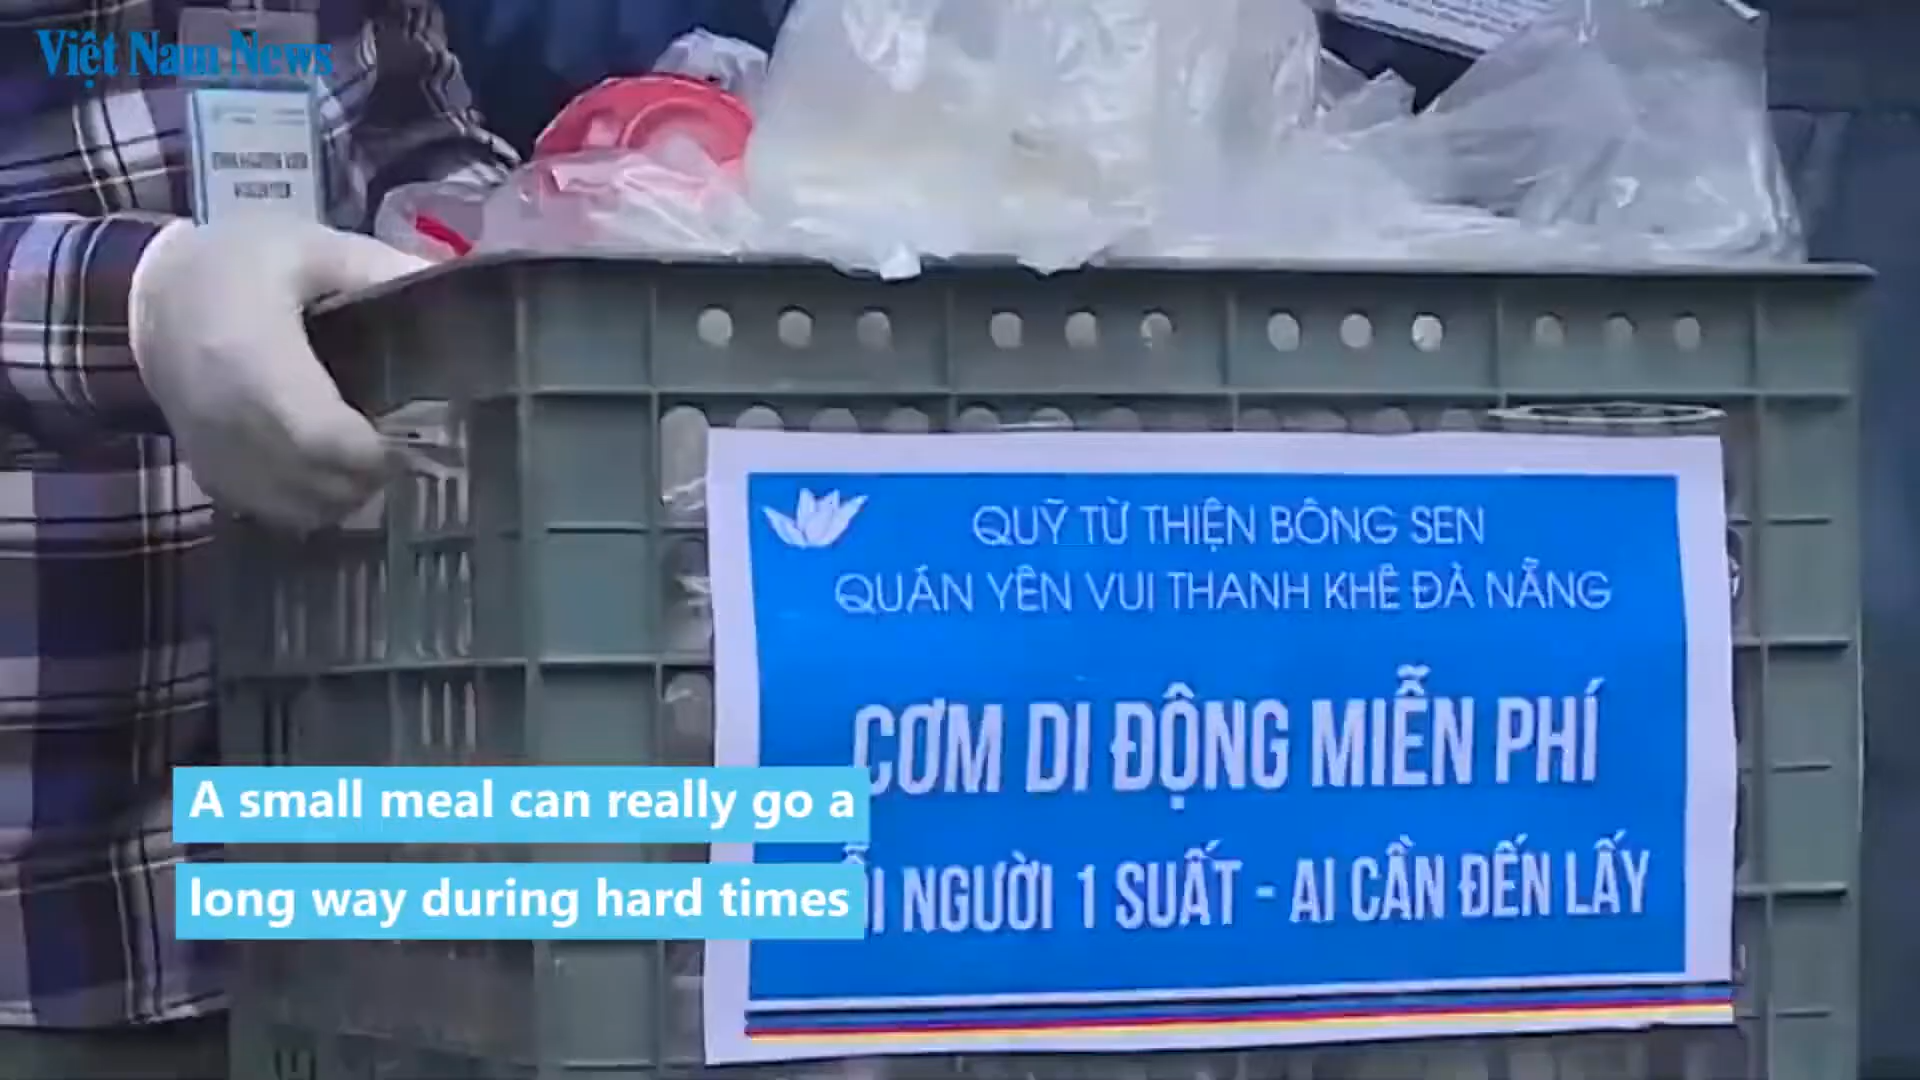 Việt Nam News
QUỸ TỪ THIỆN BÔNG SEN
QUÁN YÊN VUI THANH KHÊ ĐÀ NẴNG
CƠM DI ĐỘNG MIỄN PHÍ
NGƯỜI 1 SUẤT - AI CẦN ĐẾN LẤY
A small meal can really go a
long way during hard times